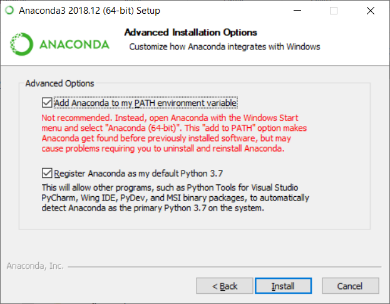 Anaconda3 2018.12 (64-bit) Setup
ANACONDA
Advanced Installation Options
Customize how Anaconda integrates with Windows
Advanced Options
Add Anaconda to my PATH environment variable
Not recommended. Instead, open Anaconda with the Windows Start
menu and select "Anaconda (64-bit)". This "add to PATH" option makes
Anaconda get found before previously installed software, but may
cause problems requiring you to uninstall and reinstall Anaconda.
Register Anaconda as my default Python 3.7
This will allow other programs, such as Python Tools for Visual Studio
PyCharm, Wing IDE, PyDev, and MSI binary packages, to automatically
detect Anaconda as the primary Python 3.7 on the system.
Anaconda, Inc.
< Back
Install
Cancel